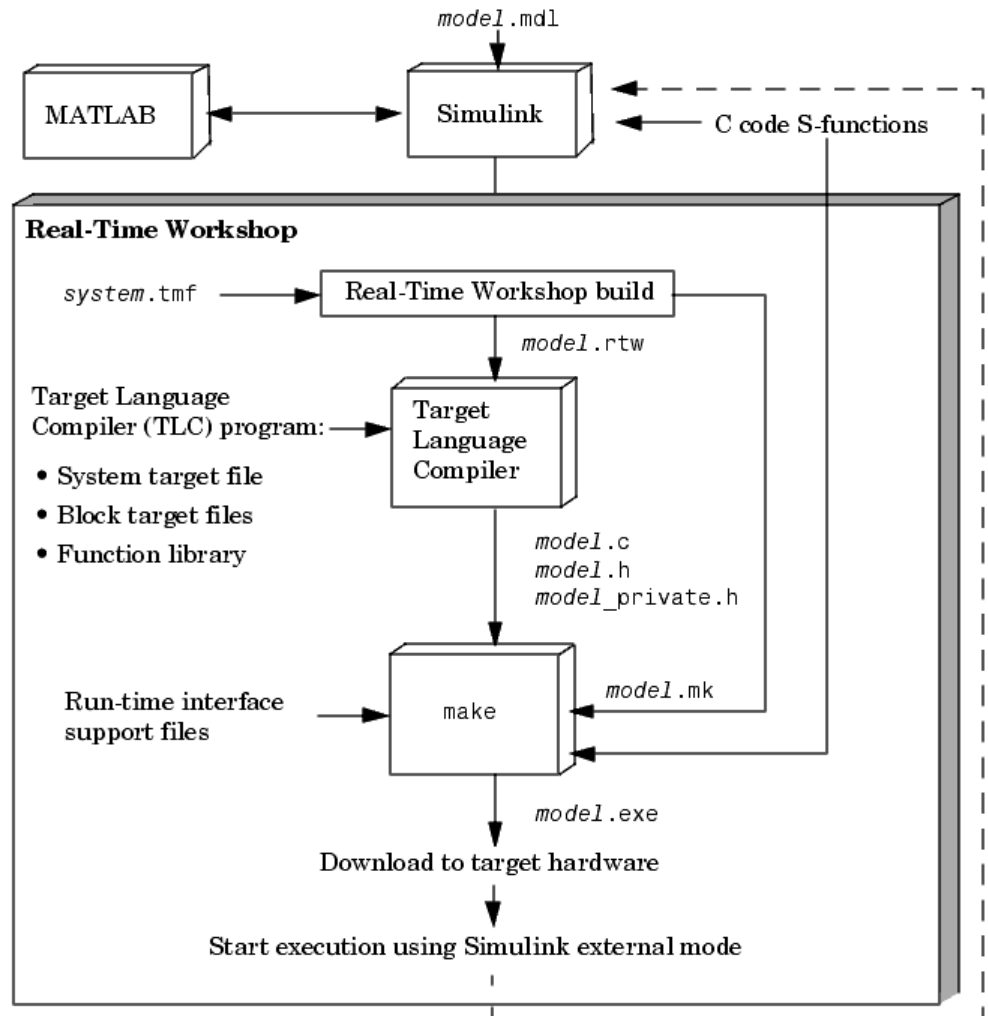 model.mdl
MATLAB
Simulink
C code S-functions
Real-Time Workshop
system.tmf
Real-Time Workshop build
model.rtw
Target Language
Compiler (TLC) program:
• System target file
• Block target files
• Function library
Target
Language
Compiler
model.c
model.h
model_private.h
Run-time interface
support files
make
model.mk
model.exe
Download to target hardware
Start execution using Simulink external mode